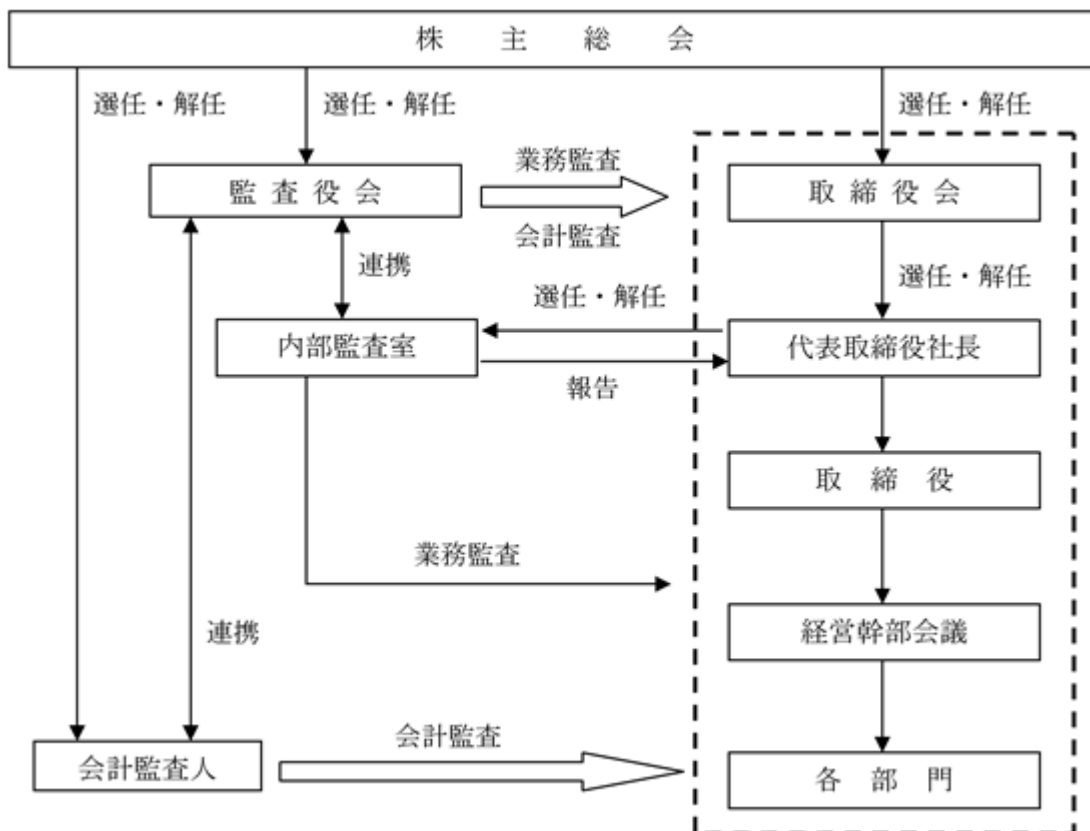 株主総会
選任・解任
選任・解任
選任・解任
業務監査
監査役会
取締役会
会計監査
連携
選任・解任
選任・解任
内部監査室
代表取締役社長
報告
取締役
業務監査
連携
経営幹部会議
会計監査
会計監査人
各部門